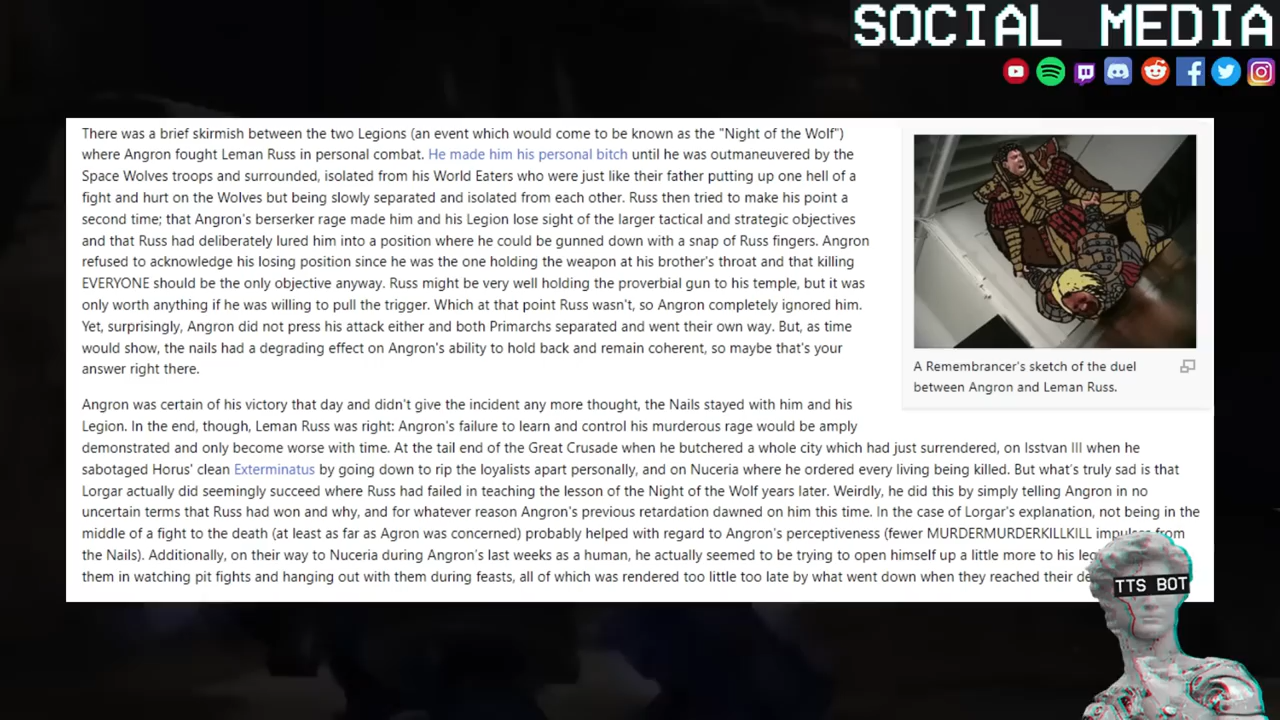 SOCIAL MEDIA
There was a brief skirmish between the two Legions (an event which would come to be known as the "Night of the Wolf")
where Angron fought Leman Russ in personal combat. He made him his personal bitch until he was outmaneuvered by the
Space Wolves troops and surrounded, isolated from his World Eaters who were just like their father putting up one hell of a
fight and hurt on the Wolves but being slowly separated and isolated from each other. Russ then tried to make his point a
second time; that Angron's berserker rage made him and his Legion lose sight of the larger tactical and strategic objectives
and that Russ had deliberately lured him into a position where he could be gunned down with a snap of Russ fingers. Angron
refused to acknowledge his losing position since he was the one holding the weapon at his brother's throat and that killing
EVERYONE should be the only objective anyway. Russ might be very well holding the proverbial gun to his temple, but it was
only worth anything if he was willing to pull the trigger. Which at that point Russ wasn't, so Angron completely ignored him.
Yet, surprisingly, Angron did not press his attack either and both Primarchs separated and went their own way. But, as time
would show, the nails had a degrading effect on Angron's ability to hold back and remain coherent, so maybe that's your
answer right there.
A Remembrancer's sketch of the duel
between Angron and Leman Russ.
Angron was certain of his victory that day and didn't give the incident any more thought, the Nails stayed with him and his
Legion. In the end, though, Leman Russ was right: Angron's failure to learn and control his murderous rage would be amply
demonstrated and only become worse with time. At the tail end of the Great Crusade when he butchered a whole city which had just surrendered, on Isstvan III when he
sabotaged Horus' clean Exterminatus by going down to rip the loyalists apart personally, and on Nuceria where he ordered every living being killed. But what's truly sad is that
Lorgar actually did seemingly succeed where Russ had failed in teaching the lesson of the Night of the Wolf years later. Weirdly, he did this by simply telling Angron in no
uncertain terms that Russ had won and why, and for whatever reason Angron's previous retardation dawned on him this time. In the case of Lorgar's explanation, not being in the
middle of a fight to the death (at least as far as Agron was concerned) probably helped with regard to Angron's perceptiveness (fewer MURDERMURDERKILLKILL from
the Nails). Additionally, on their way to Nuceria during Angron's last weeks as a human, he actually seemed to be trying to open himself up a little more to his
them in watching pit fights and hanging out with them during feasts, all of which was rendered too little too late by what went down when they reached their
TTS BOT